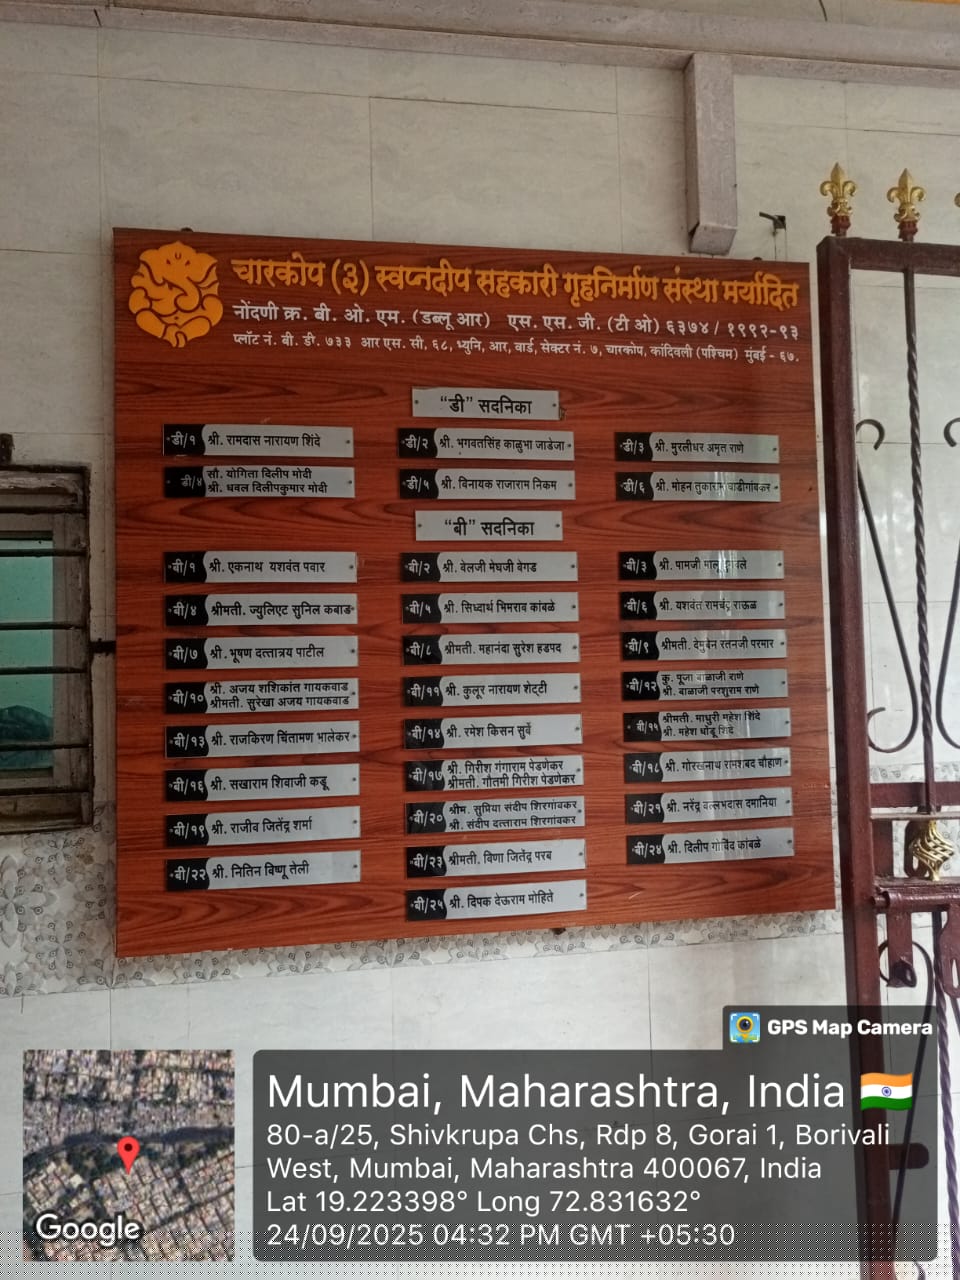 चारकोप (३) स्वप्नदीप सहकारी गृहनिर्माण संस्था मर्यादित
नोंदणी क्र. बी. ओ. एम. (डब्लू आर) एस. एस. जी. (टी ओ) ६३७४ / १९९२-९३
प्लॉट नं. बी. डी. ७३३ आर एस. सी, ६८, भ्युनि, आर, वार्ड, सेक्टर नं. ७, चारकोप, कांदिवली (पश्चिम) मुंबई - ६७.
“डी” सदनिका
डी/१ श्री. रामदास नारायण शिंदे
डी/२ श्री. भगवतसिंह काळुभा जाडेजा
डी/३ श्री. मुरलीधर अमृत राणे
डी/४ सौ. योगिता दिलीप मोदी
श्री. धवल दिलीपकुमार मोदी
डी/५ श्री. विनायक राजाराम निकम
डी/६ श्री. मोहन तुकाराम वाडीगांवकर
“बी” सदनिका
बी/१ श्री. एकनाथ यशवंत पवार
बी/२ श्री. वेलजी मेघजी वेगड
बी/३ श्री. पामजी मालू
बी/४ श्रीमती. ज्युलिएट सुनिल कबाडे
बी/५ श्री. सिध्दार्थ भिमराव कांबळे
बी/६ श्री. यशवंत रामचंद्र राऊळ
बी/७ श्री. भूषण दत्तात्रय पाटील
बी/८ श्रीमती. महानंदा सुरेश हडपद
बी/९ श्रीमती. देमुबेन रतनजी परमार
बी/१० श्री. अजय शशिकांत गायकवाड
श्रीमती. सुरेखा अजय गायकवाड
बी/११ श्री. कुलूर नारायण शेट्टी
बी/१२ कु. पूजा बाळाजी राणे
श्री. बाळाजी परशुराम राणे
बी/१३ श्री. राजकिरण चिंतामण भालेकर
बी/१४ श्री. रमेश किसन सुर्वे
बी/१५ श्रीमती. माधुरी महेश शिंदे
श्री. महेश धोंडू शिंदे
बी/१६ श्री. सखाराम शिवाजी कडू
बी/१७ श्री. गिरीश गंगाराम पेडणेकर
श्रीमती. गौतमी गिरीश पेडणेकर
बी/१८ श्री. गोरखनाथ रामशबद चौहाण
बी/१९ श्री. राजीव जितेंद्र शर्मा
बी/२० श्रीम. सुप्रिया संदीप शिरगांवकर
श्री. संदीप दत्ताराम शिरगांवकर
बी/२१ श्री. नरेंद्र वल्लभदास दमानिया
बी/२२ श्री. नितिन विष्णू तेली
बी/२३ श्रीमती. विणा जितेंद्र परब
बी/२४ श्री. दिलीप गोविंद कांबळे
बी/२५ श्री. दिपक देऊराम मोहिते
GPS Map Camera
Mumbai, Maharashtra, India
80-a/25, Shivkrupa Chs, Rdp 8, Gorai 1, Borivali
West, Mumbai, Maharashtra 400067, India
Lat 19.223398° Long 72.831632°
24/09/2025 04:32 PM GMT +05:30
Google